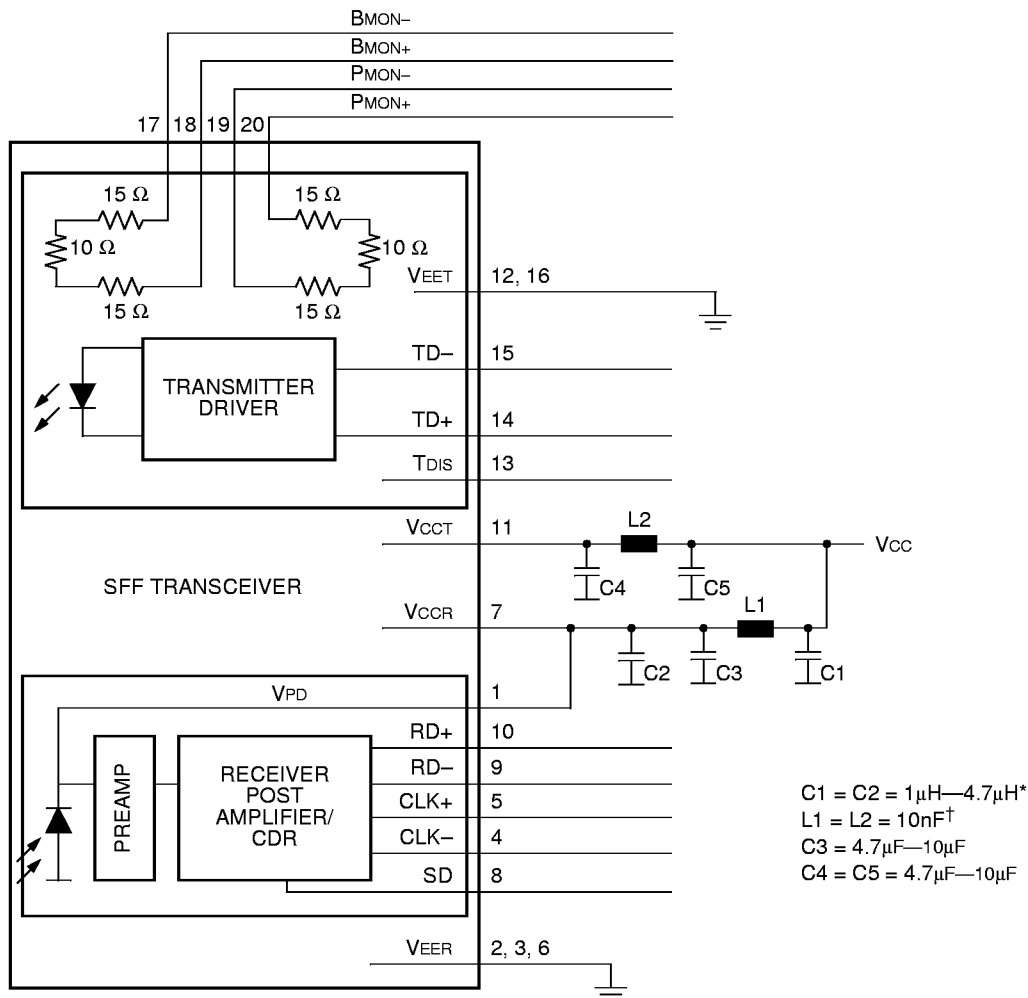 BMON–
BMON+
PMON–
PMON+
17 18 19 20
15 Ω 15 Ω
10 Ω 10 Ω
15 Ω 15 Ω
VEET 12, 16
TD– 15
TRANSMITTER
DRIVER
TD+ 14
TDIS 13
VCCT 11 L2 VCC
C4 C5
SFF TRANSCEIVER
VCCR 7 L1
C2 C3 C1
VPD 1
RD+ 10
RD– 9
PREAMP
RECEIVER
POST
AMPLIFIER/
CDR
CLK+ 5
CLK– 4
SD 8
C1 = C2 = 1μH—4.7μH*
L1 = L2 = 10nF†
C3 = 4.7μF—10μF
C4 = C5 = 4.7μF—10μF
VEER 2, 3, 6